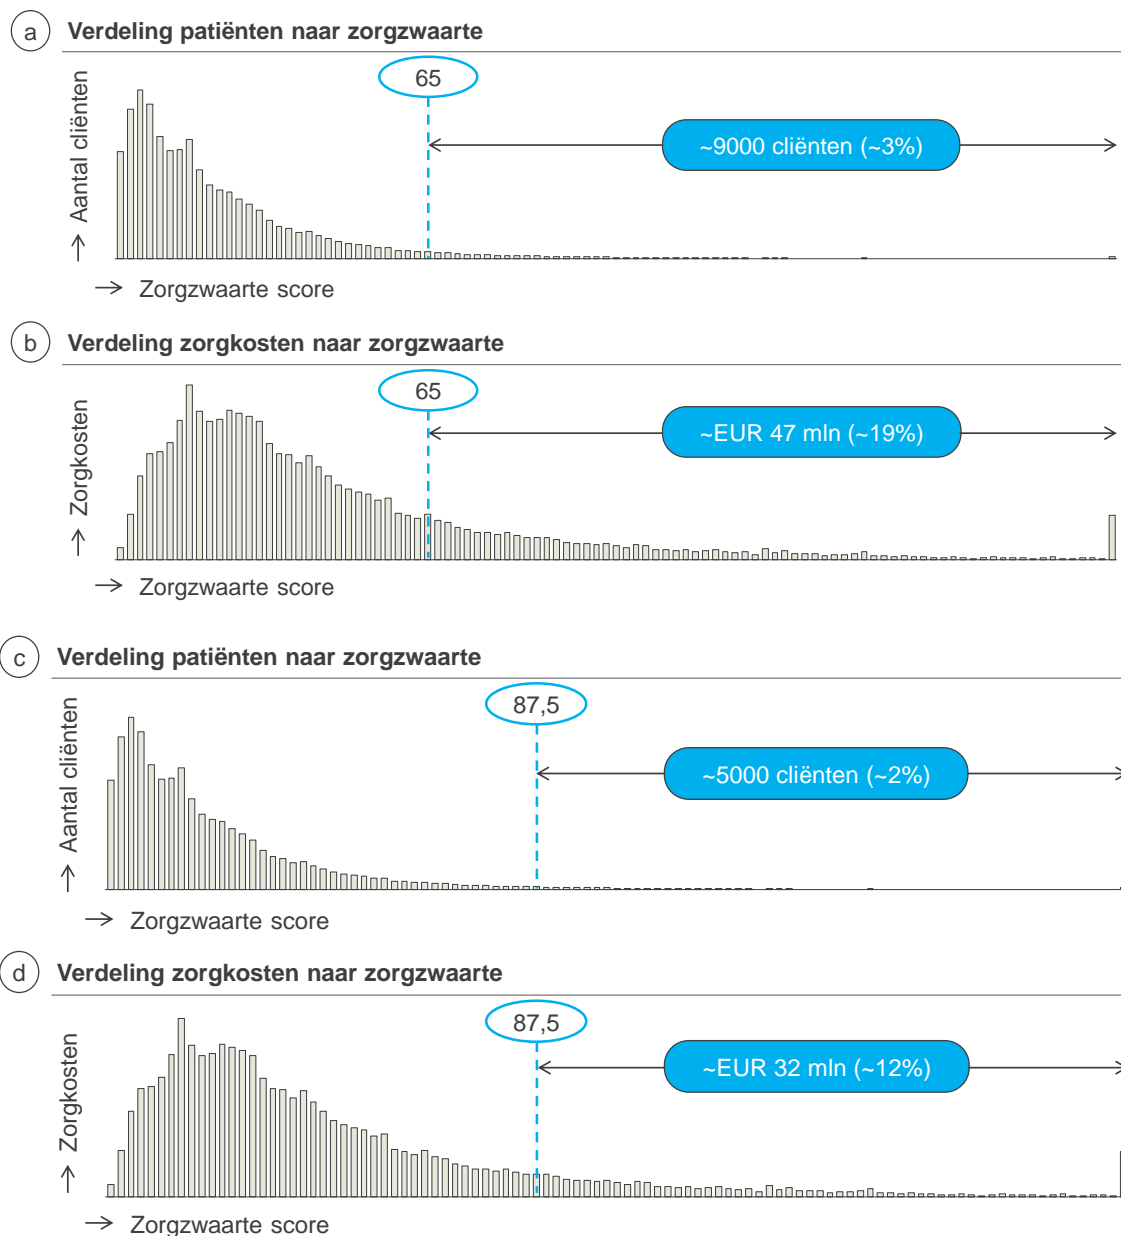 a Verdeling patiënten naar zorgzwaarte
65
Aantal cliënten
~9000 cliënten (~3%)
Zorgzwaarte score
b Verdeling zorgkosten naar zorgzwaarte
65
Zorgkosten
~EUR 47 mln (~19%)
Zorgzwaarte score
c Verdeling patiënten naar zorgzwaarte
87,5
Aantal cliënten
~5000 cliënten (~2%)
Zorgzwaarte score
d Verdeling zorgkosten naar zorgzwaarte
87,5
Zorgkosten
~EUR 32 mln (~12%)
Zorgzwaarte score